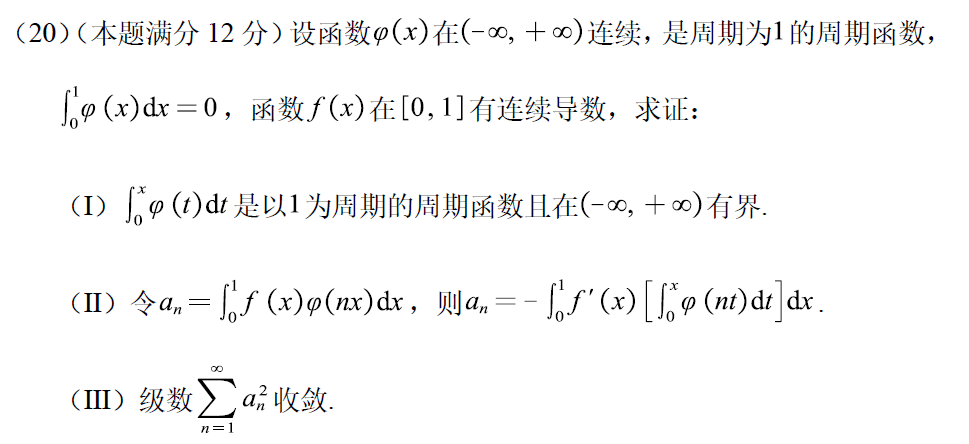 (20)(本题满分 12 分)设函数φ(x)在(-∞, +∞)连续，是周期为1的周期函数，
∫₀¹φ(x)dx=0，函数f(x)在[0, 1]有连续导数，求证：
(Ⅰ) ∫₀ˣφ(t)dt是以1为周期的周期函数且在(-∞, +∞)有界.
(Ⅱ) 令aₙ=∫₀¹f(x)φ(nx)dx，则aₙ=-∫₀¹f′(x)[∫₀ˣφ(nt)dt]dx.
(Ⅲ) 级数∑ₙ₌₁^∞ aₙ²收敛.